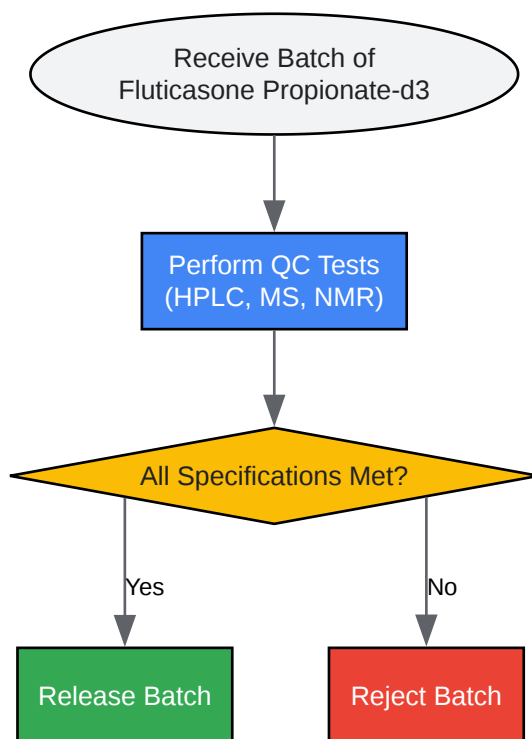 Receive Batch of
Fluticasone Propionate-d3
Perform QC Tests
(HPLC, MS, NMR)
All Specifications Met?
Yes
No
Release Batch
Reject Batch